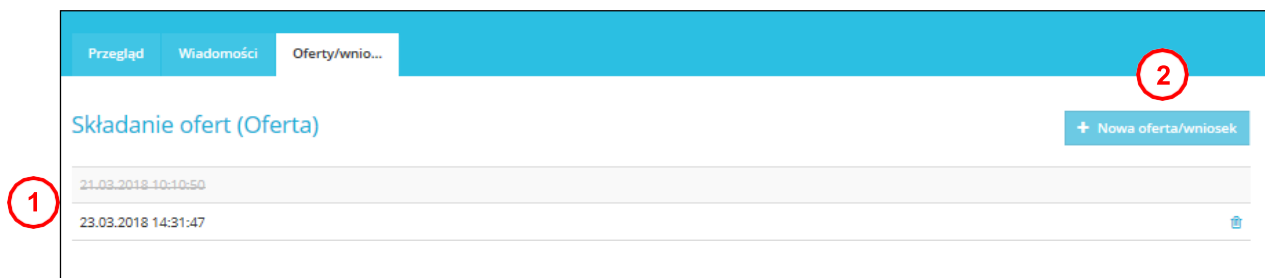 Przegląd Wiadomości Oferty/wnio...
2
Składanie ofert (Oferta)
+ Nowa oferta/wniosek
21.03.2018 10:10:50
1
23.03.2018 14:31:47